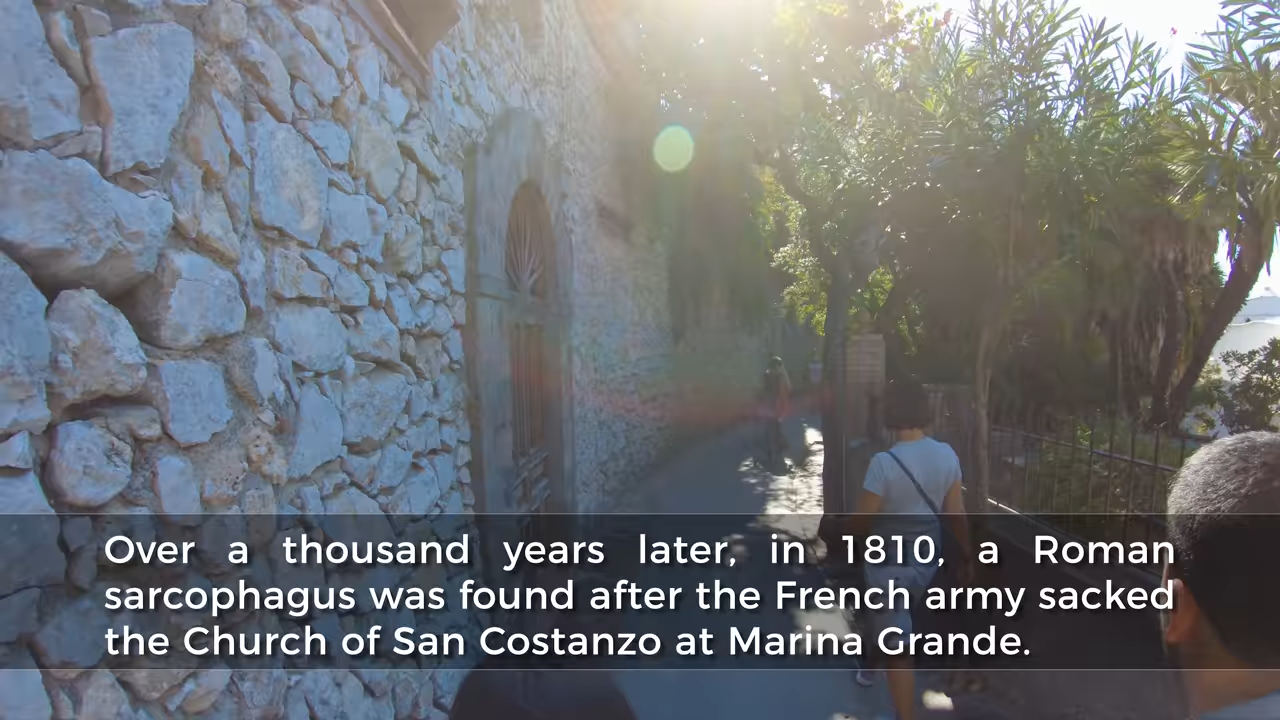 Over a thousand years later, in 1810, a Roman
sarcophagus was found after the French army sacked
the Church of San Costanzo at Marina Grande.